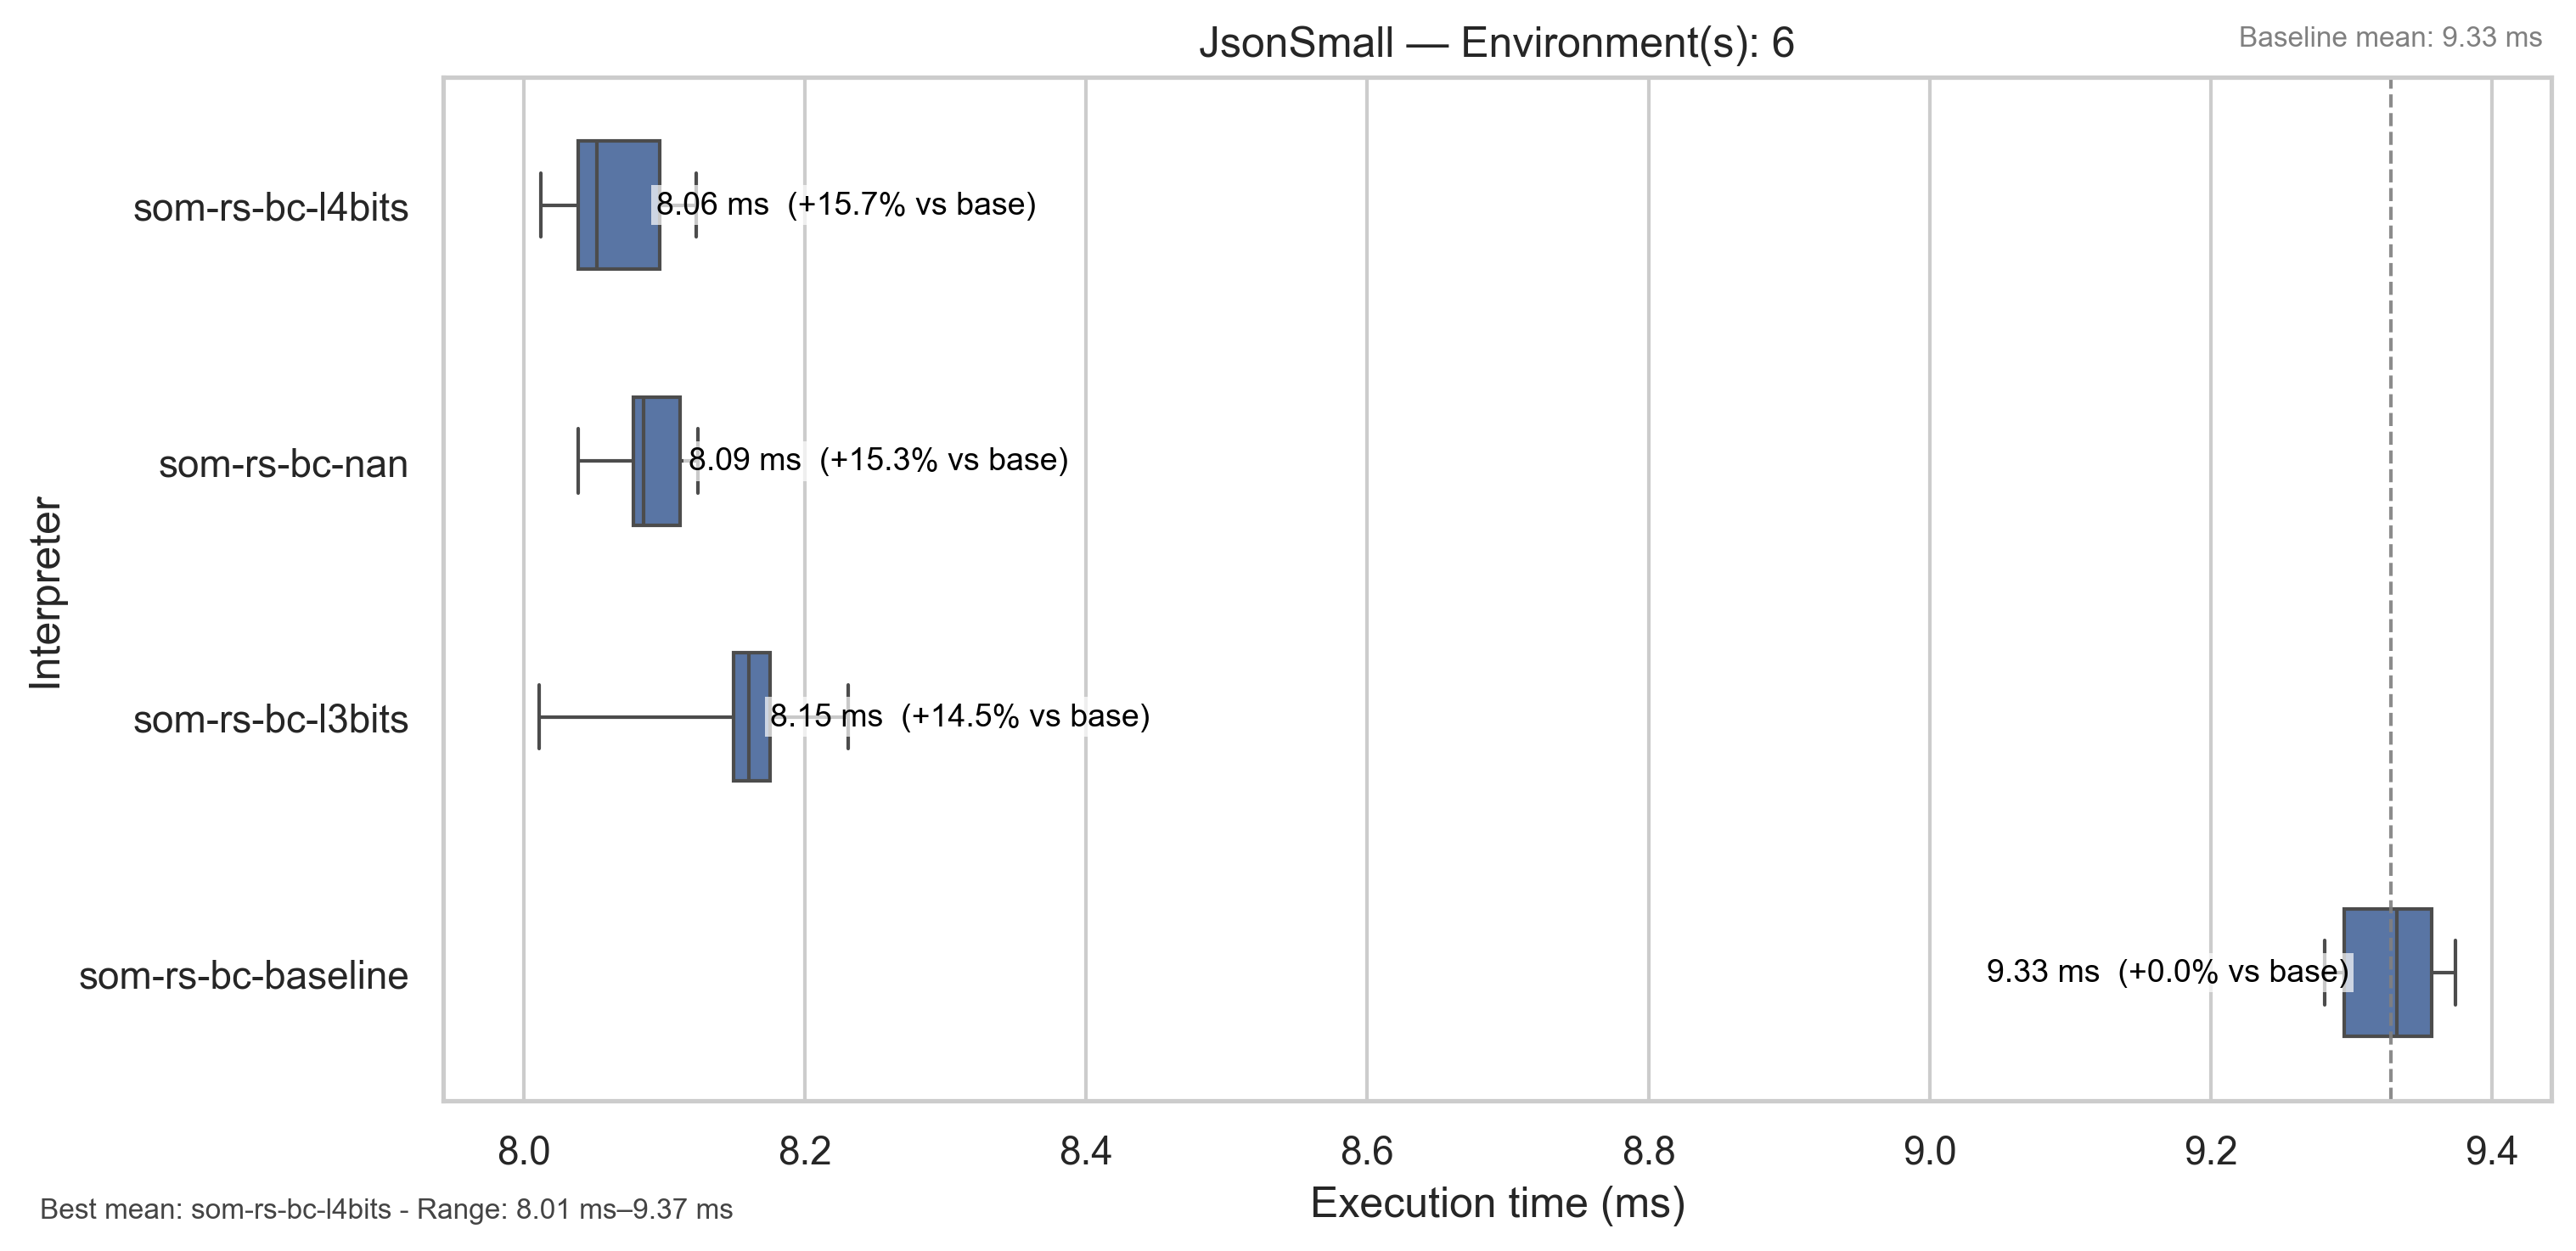 JsonSmall — Environment(s): 6
Baseline mean: 9.33 ms
Interpreter
som-rs-bc-l4bits
8.06 ms (+15.7% vs base)
som-rs-bc-nan
8.09 ms (+15.3% vs base)
som-rs-bc-l3bits
8.15 ms (+14.5% vs base)
som-rs-bc-baseline
9.33 ms (+0.0% vs base)
8.0 8.2 8.4 8.6 8.8 9.0 9.2 9.4
Execution time (ms)
Best mean: som-rs-bc-l4bits - Range: 8.01 ms–9.37 ms